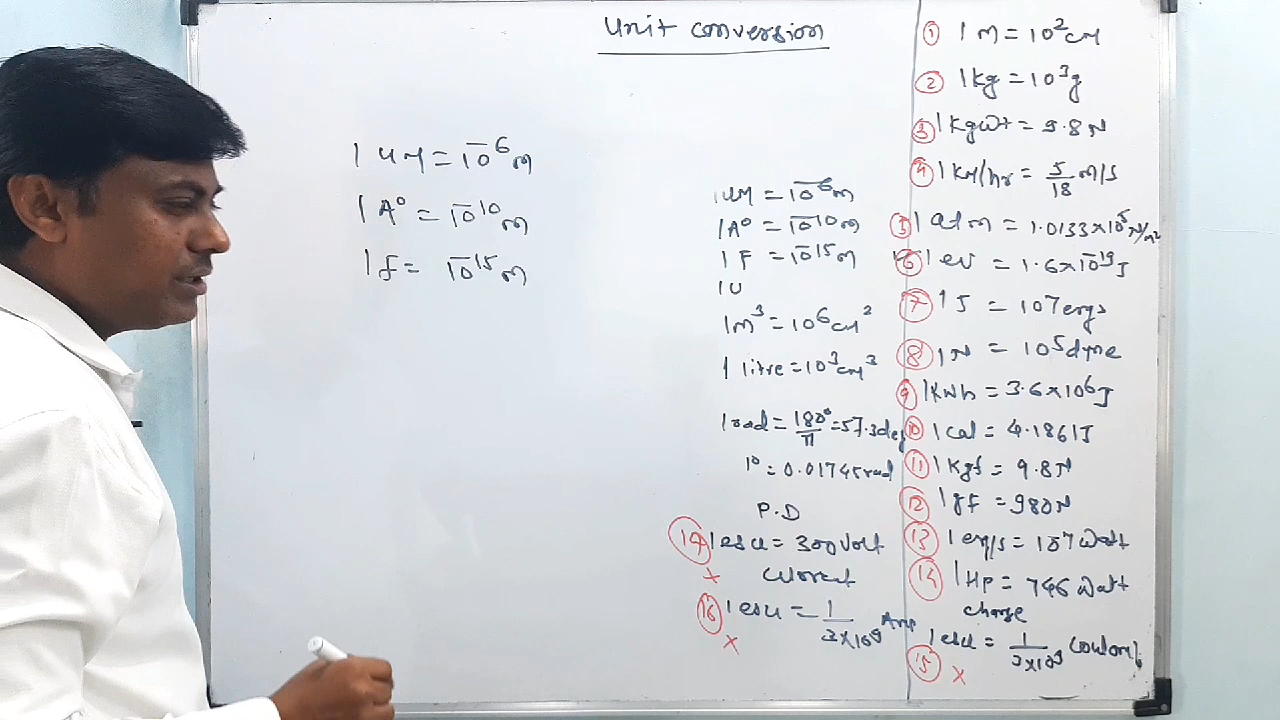 Unit conversion
1 μm = 10⁻⁶ m
1 A⁰ = 10⁻¹⁰ m
1 f = 10⁻¹⁵ m
1 μm = 10⁻⁶ m
1 A⁰ = 10⁻¹⁰ m
1 F = 10⁻¹⁵ m
1 U
1m³ = 10⁶ cm²
1 litre = 10³ cm³
1 rad = 180°/π = 57.3 deg
1⁰ = 0.01745 rad
P.D
14 1 esu = 300 volt
x current
16 1 esu = 1/3×10⁹ Amp
x
1 1 m = 10² cm
2 1 kg = 10³ g
3 1 kgwt = 9.8 N
4 1 km/hr = 5/18 m/s
5 1 atm = 1.0133×10⁵ N/m²
6 1 ev = 1.6×10⁻¹⁹ J
7 1 J = 10⁷ ergs
8 1 N = 10⁵ dyne
9 1 kwh = 3.6×10⁶ J
10 1 cal = 4.186 J
11 1 kgf = 9.8 N
12 1 gf = 980 N
13 1 erg/s = 10⁻⁷ watt
14 1 HP = 746 watt
charge
1 esu = 1/3×10⁹ coulomb
15 x